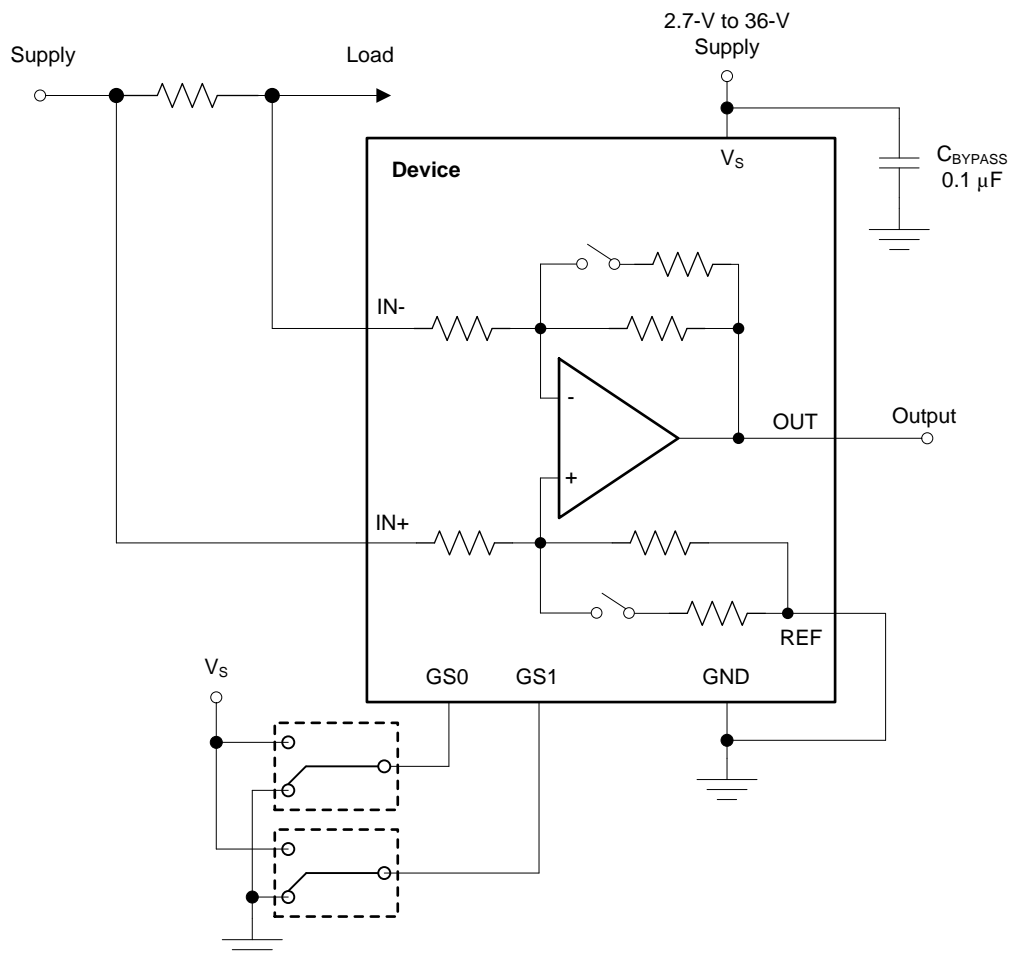 2.7-V to 36-V
Supply
Supply
Load
VS
Device
CBYPASS
0.1 μF
IN-
-
OUT
Output
+
IN+
REF
VS
GS0
GS1
GND